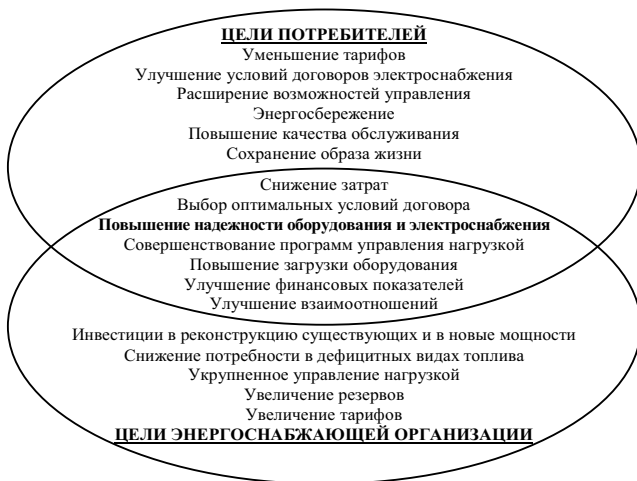 ЦЕЛИ ПОТРЕБИТЕЛЕЙ
Уменьшение тарифов
Улучшение условий договоров электроснабжения
Расширение возможностей управления
Энергосбережение
Повышение качества обслуживания
Сохранение образа жизни
Снижение затрат
Выбор оптимальных условий договора
Повышение надежности оборудования и электроснабжения
Совершенствование программ управления нагрузкой
Повышение загрузки оборудования
Улучшение финансовых показателей
Улучшение взаимоотношений
Инвестиции в реконструкцию существующих и в новые мощности
Снижение потребности в дефицитных видах топлива
Укрупненное управление нагрузкой
Увеличение резервов
Увеличение тарифов
ЦЕЛИ ЭНЕРГОСНАБЖАЮЩЕЙ ОРГАНИЗАЦИИ